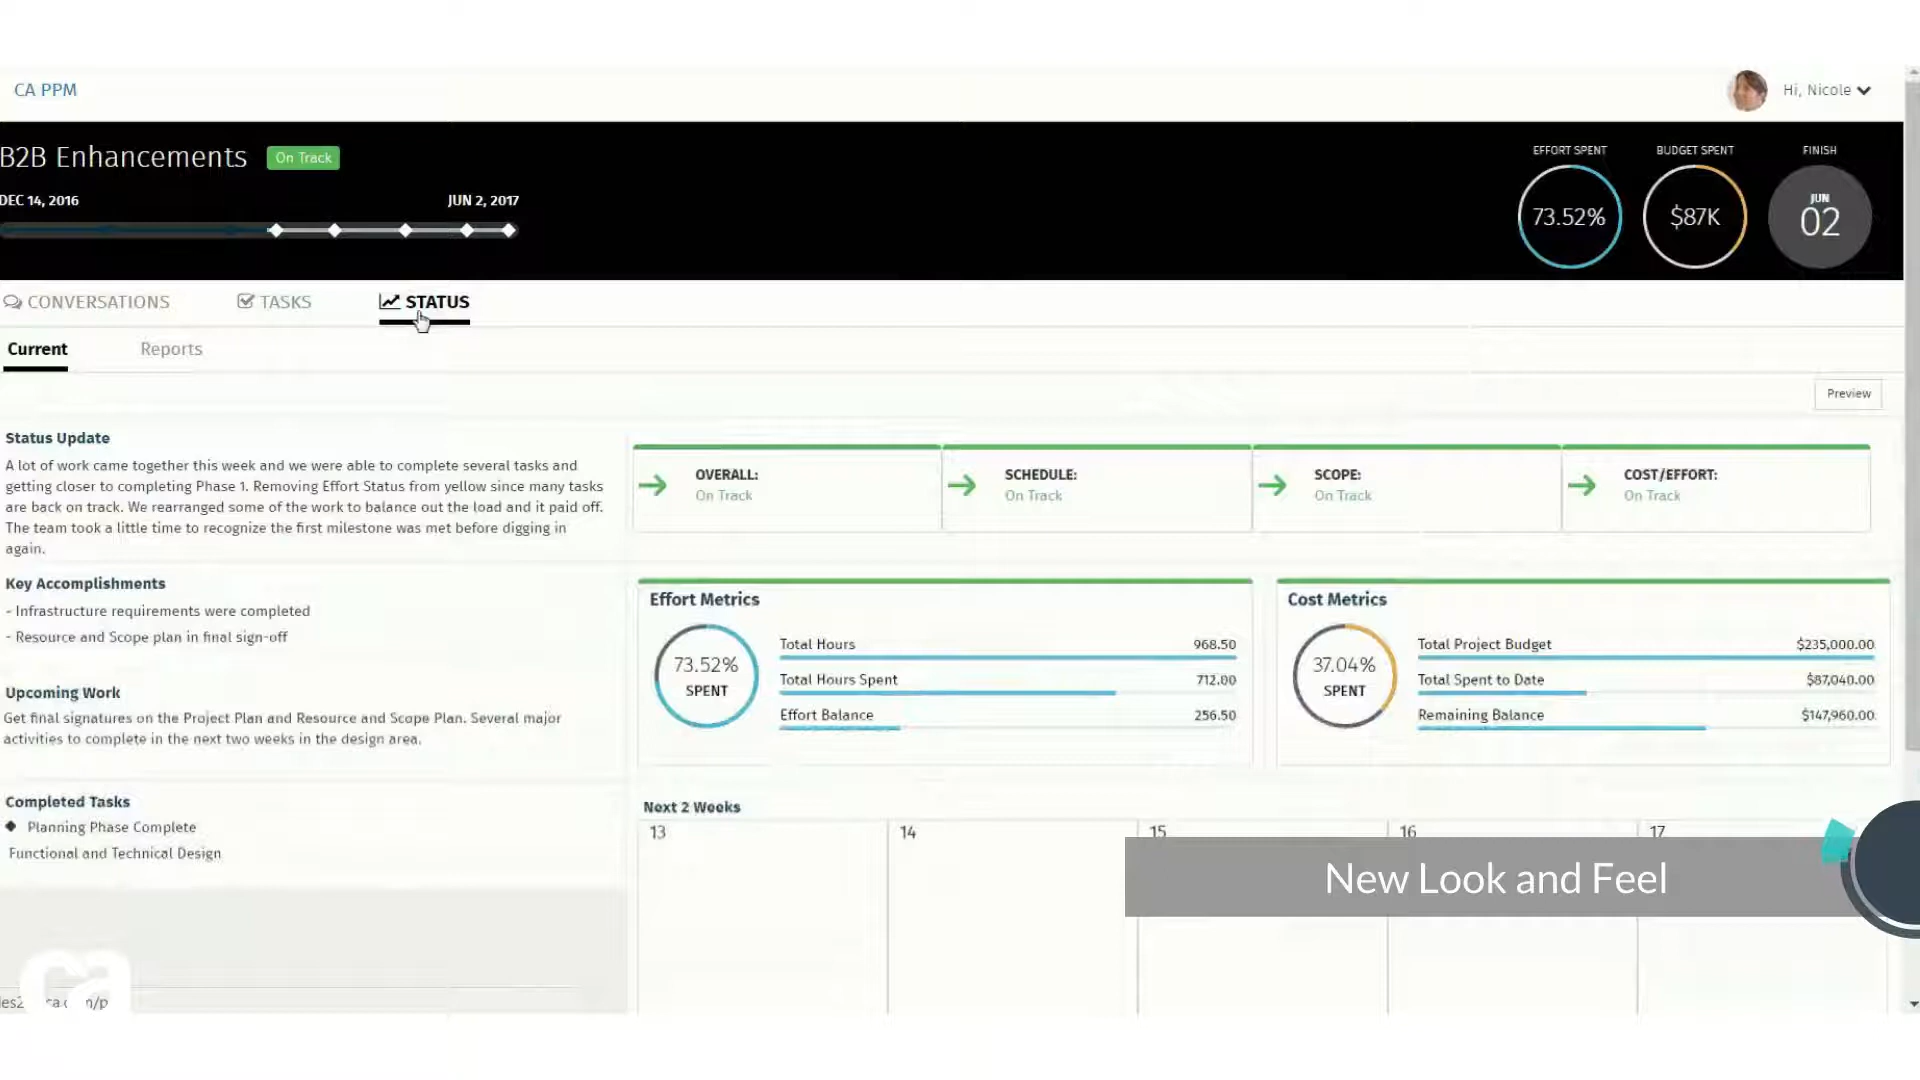 CA PPM
Hi, Nicole
B2B Enhancements
On Track
DEC 14, 2016
JUN 2, 2017
EFFORT SPENT
BUDGET SPENT
FINISH
73.52%
$87K
JUN
02
CONVERSATIONS
TASKS
STATUS
Current
Reports
Preview
Status Update
A lot of work came together this week and we were able to complete several tasks and
getting closer to completing Phase 1. Removing Effort Status from yellow since many tasks
are back on track. We rearranged some of the work to balance out the load and it paid off.
The team took a little time to recognize the first milestone was met before digging in
again.
OVERALL:
On Track
SCHEDULE:
On Track
SCOPE:
On Track
COST/EFFORT:
On Track
Key Accomplishments
- Infrastructure requirements were completed
- Resource and Scope plan in final sign-off
Upcoming Work
Get final signatures on the Project Plan and Resource and Scope Plan. Several major
activities to complete in the next two weeks in the design area.
Effort Metrics
73.52%
SPENT
Total Hours 968.50
Total Hours Spent 712.00
Effort Balance 256.50
Cost Metrics
37.04%
SPENT
Total Project Budget $235,000.00
Total Spent to Date $87,040.00
Remaining Balance $147,960.00
Completed Tasks
Planning Phase Complete
Functional and Technical Design
Next 2 Weeks
13 14 15 16 17
New Look and Feel
ca